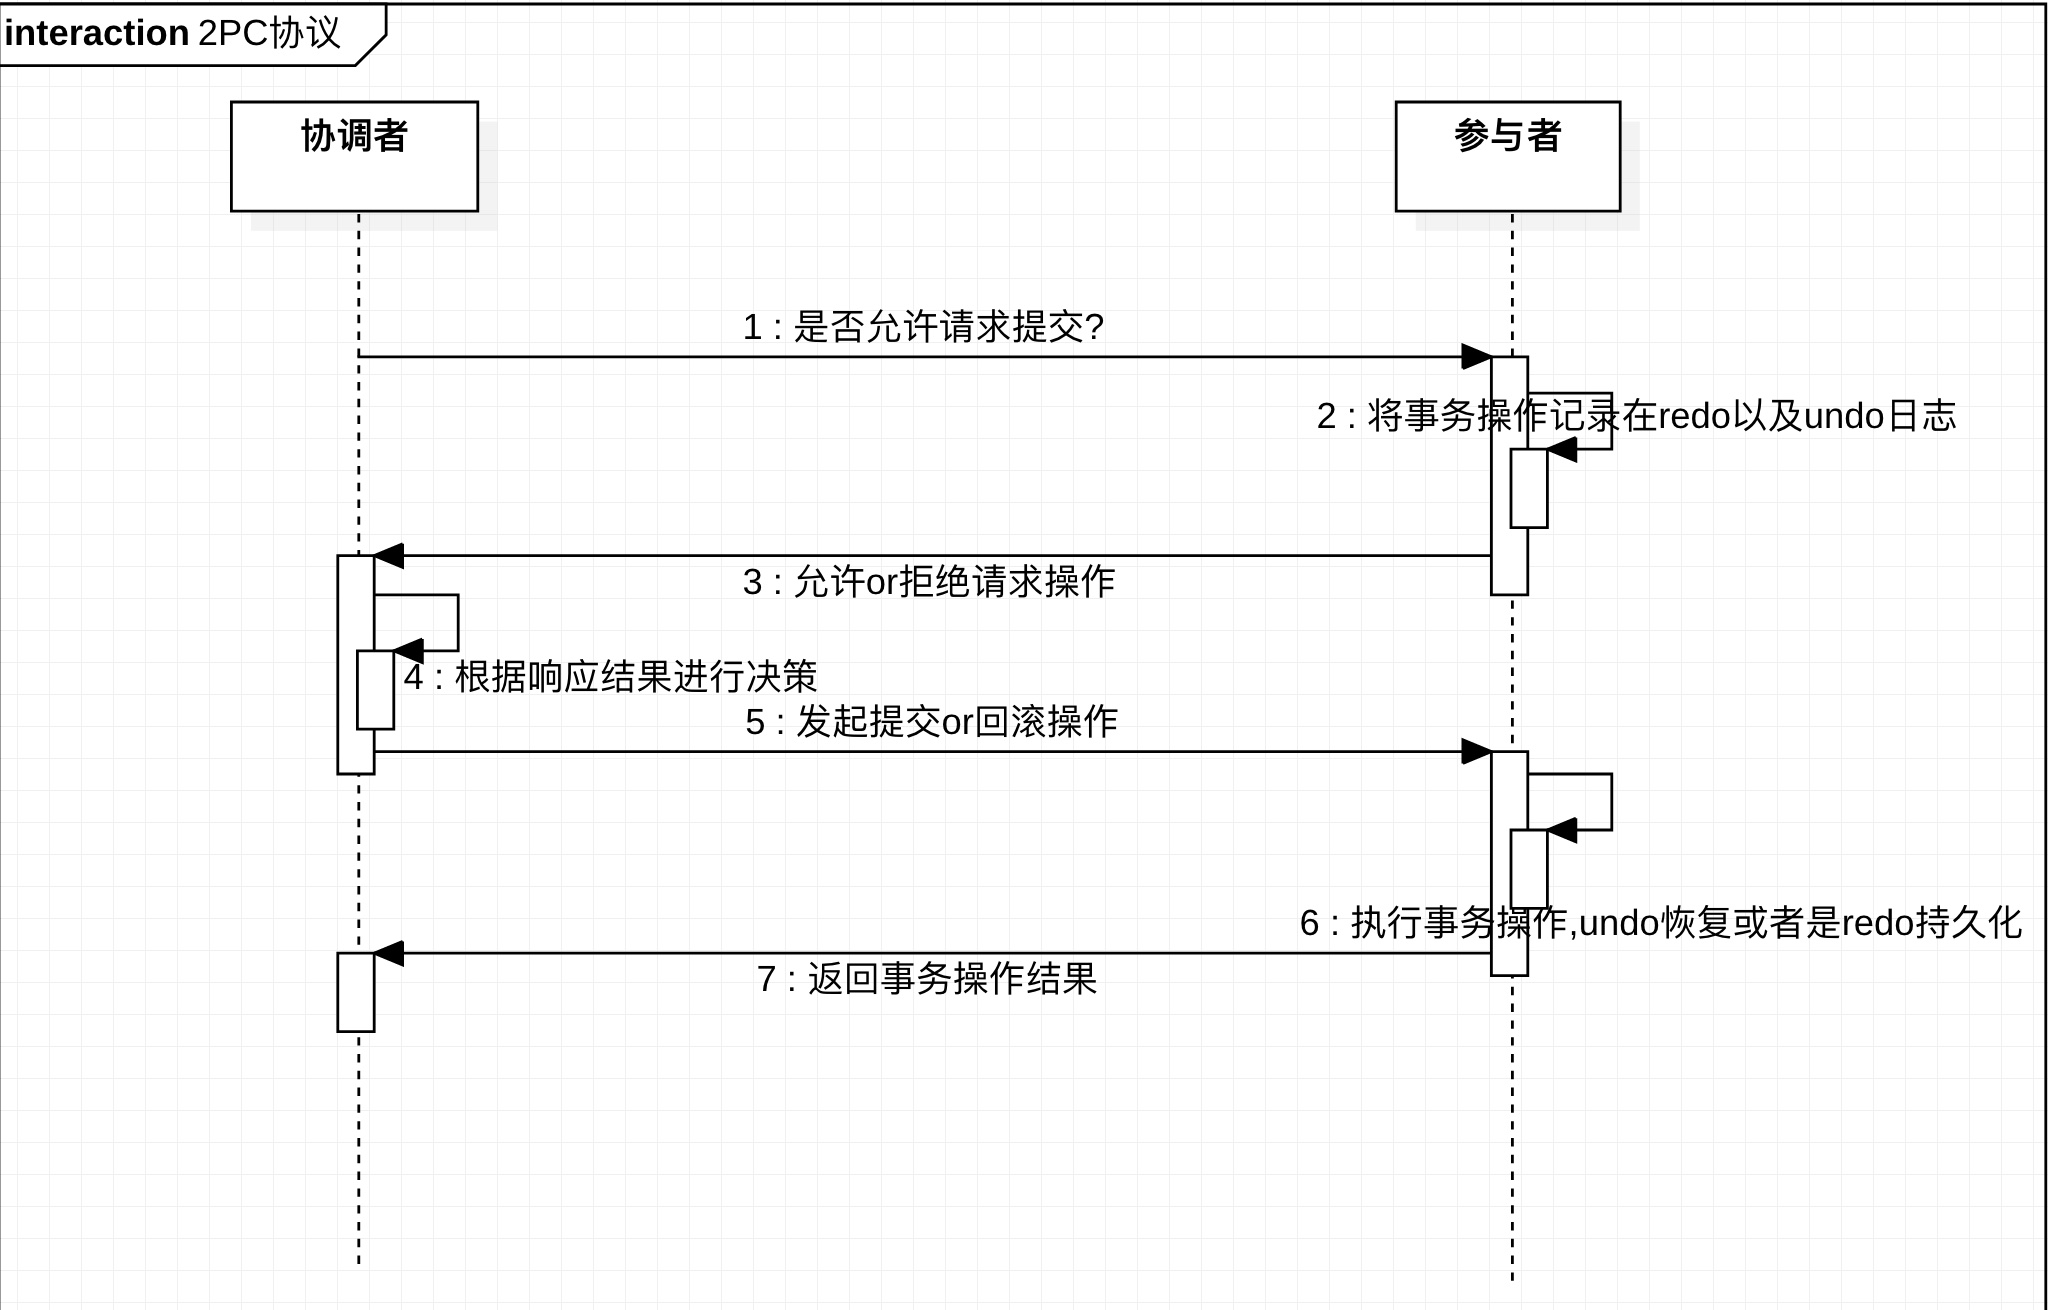 interaction 2PC协议
协调者
参与者
1 : 是否允许请求提交?
2 : 将事务操作记录在redo以及undo日志
3 : 允许or拒绝请求操作
4 : 根据响应结果进行决策
5 : 发起提交or回滚操作
6 : 执行事务操作,undo恢复或者是redo持久化
7 : 返回事务操作结果